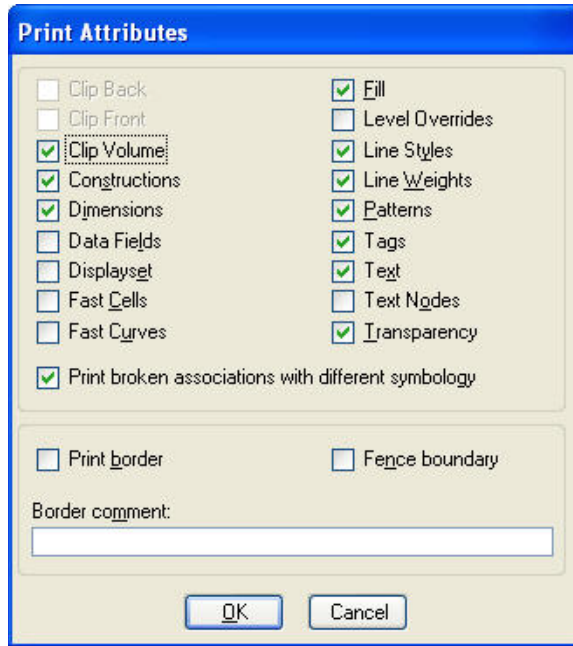 Print Attributes
Clip Back
Clip Front
Clip Volume
Constructions
Dimensions
Data Fields
Displayset
Fast Cells
Fast Curves
Fill
Level Overrides
Line Styles
Line Weights
Patterns
Tags
Text
Text Nodes
Transparency
Print broken associations with different symbology
Print border
Fence boundary
Border comment:
OK
Cancel